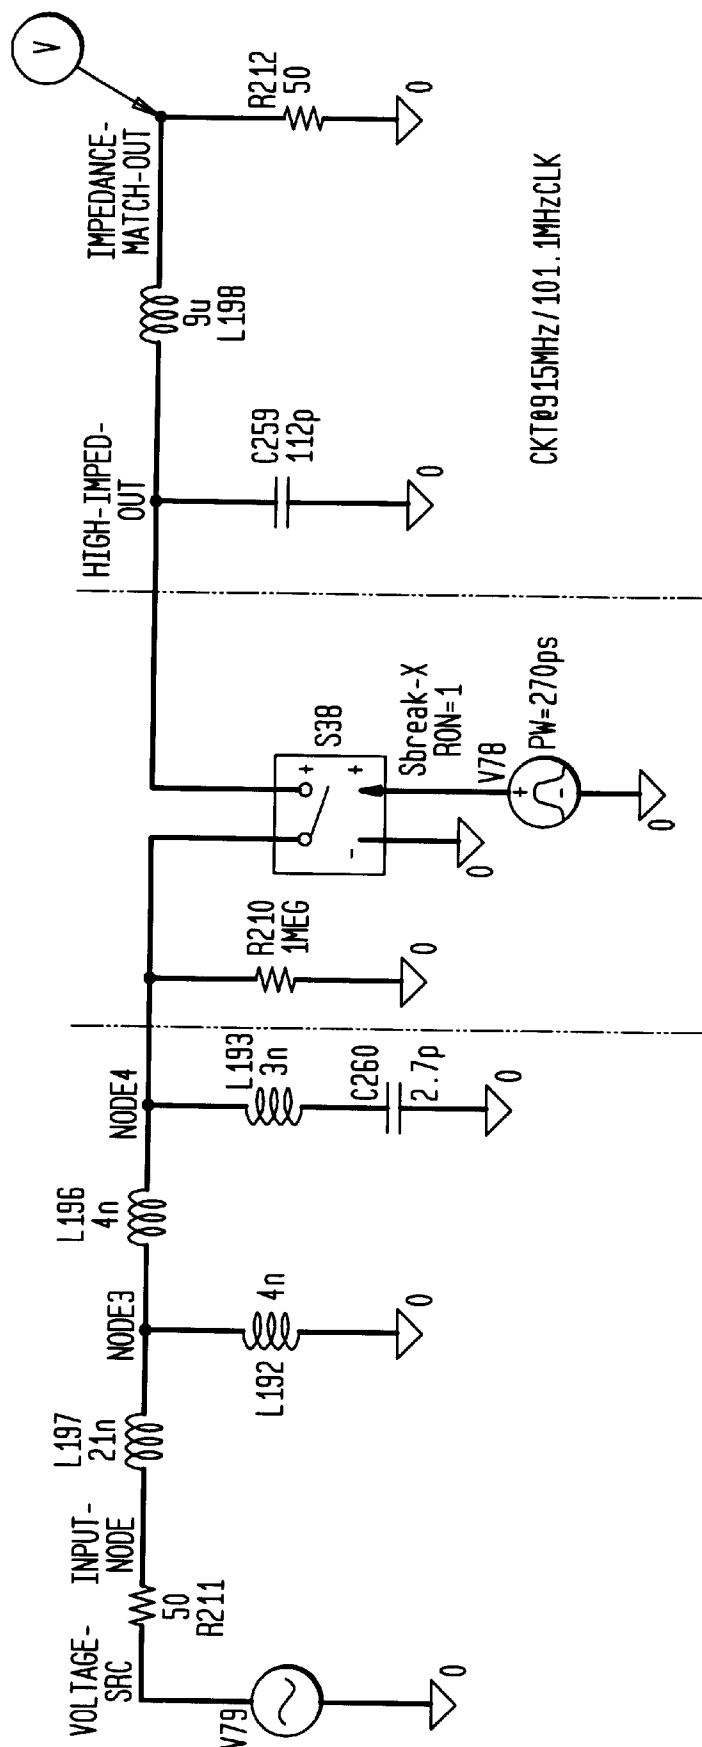 VOLTAGE-
SRC
V79
0
INPUT-
NODE
50
R211
L197
21n
NODE3
L192
4n
0
L196
4n
NODE4
L193
3n
C260
2.7p
0
R210
1MEG
0
S38
+
+
-
Sbreak-X
RON=1
0
V78
+
-
PW=270ps
0
HIGH-IMPED-
OUT
C259
112p
0
9u
L198
IMPEDANCE-
MATCH-OUT
V
R212
50
0
CKT@915MHz/101.1MHzCLK